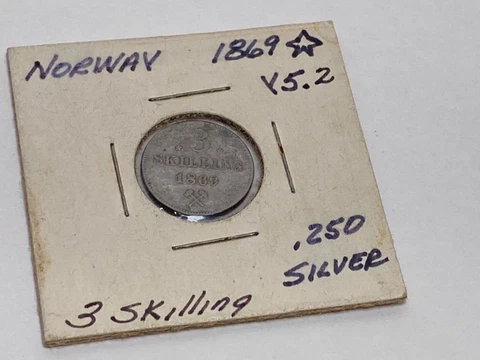 NORWAY 1869 ☆
Y5.2
3
SKILLING
1869
.250
SILVER
3 Skilling